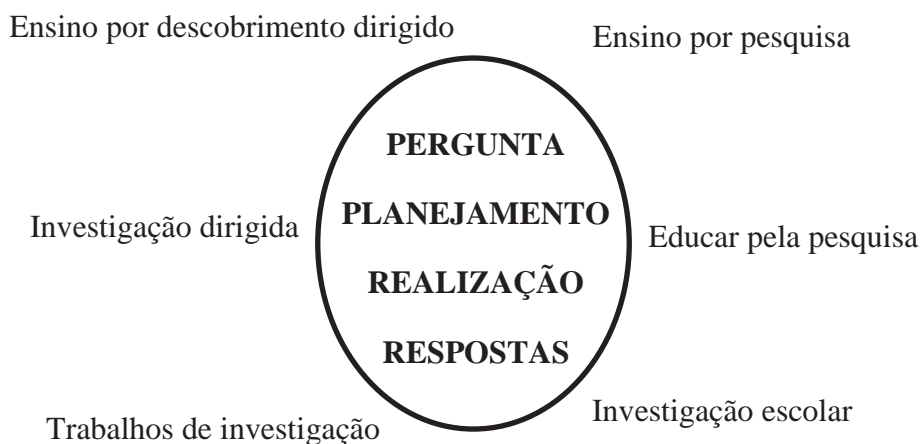 Ensino por descobrimento dirigido
Ensino por pesquisa
PERGUNTA
PLANEJAMENTO
Investigação dirigida
Educar pela pesquisa
REALIZAÇÃO
RESPOSTAS
Trabalhos de investigação
Investigação escolar